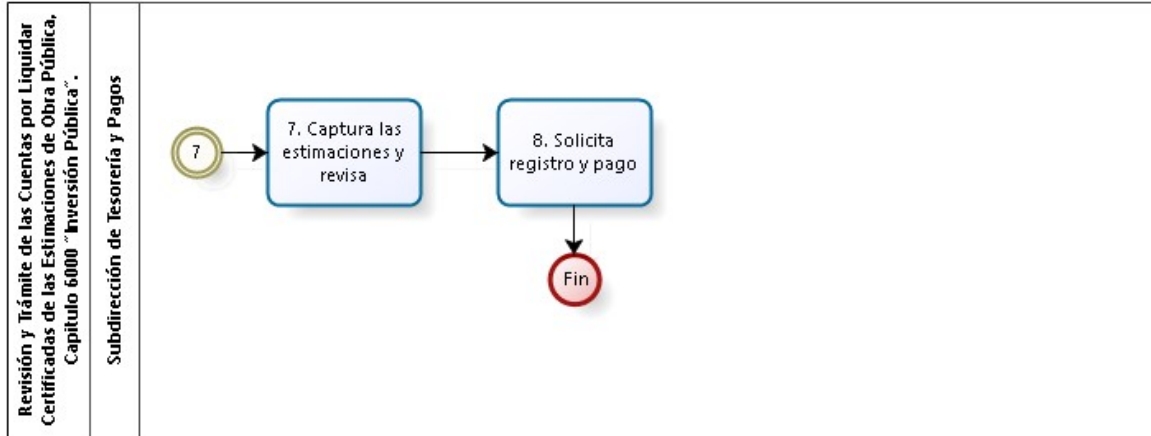 Revisión y Trámite de las Cuentas por Liquidar
Certificadas de las Estimaciones de Obra Pública,
Capitulo 6000 ˝Inversión Pública˝.
Subdirección de Tesorería y Pagos
7
7. Captura las
estimaciones y
revisa
8. Solicita
registro y pago
Fin